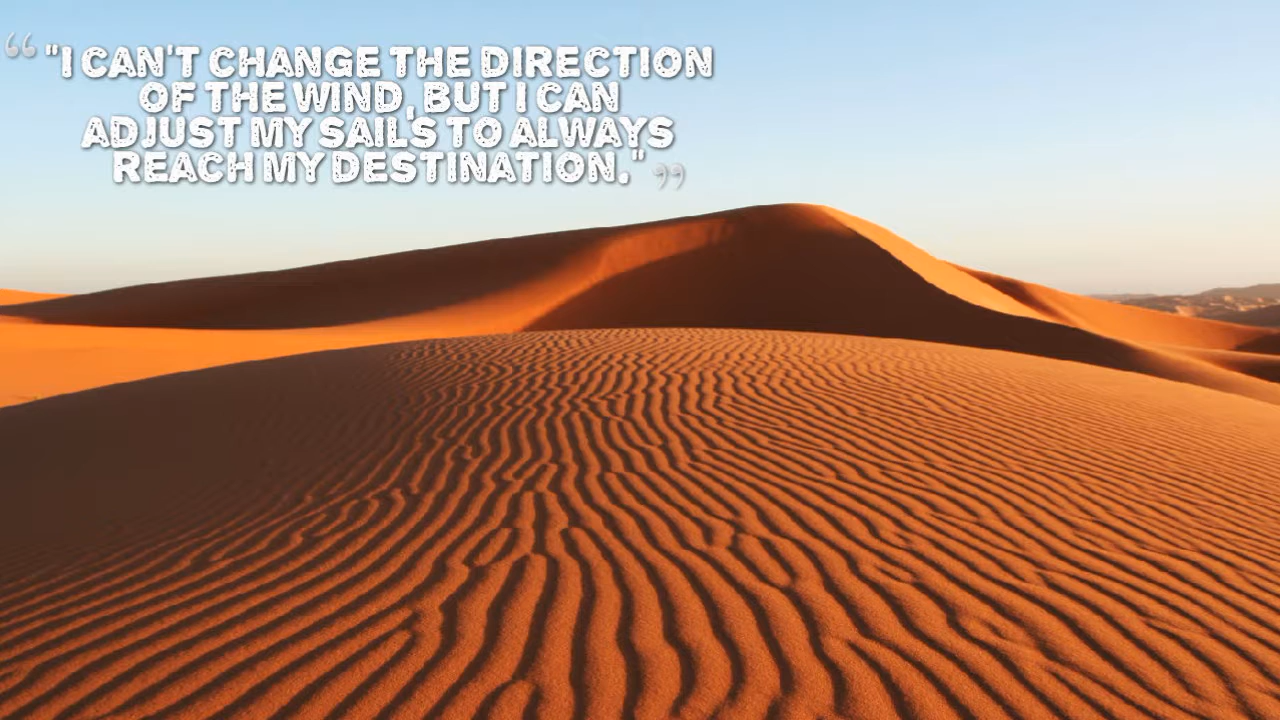 “ "I CAN'T CHANGE THE DIRECTION
OF THE WIND, BUT I CAN
ADJUST MY SAILS TO ALWAYS
REACH MY DESTINATION." ”